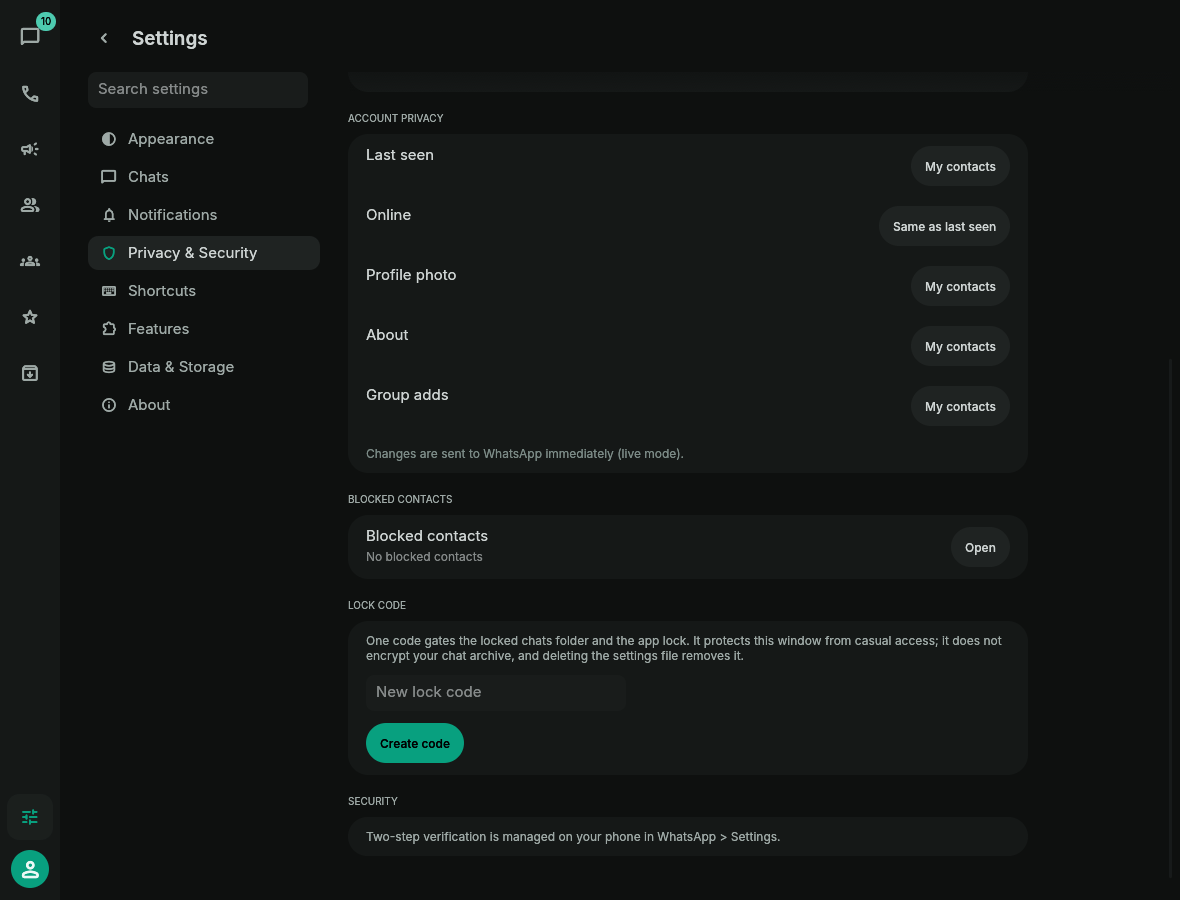 10
Settings
Search settings
Appearance
Chats
Notifications
Privacy & Security
Shortcuts
Features
Data & Storage
About
ACCOUNT PRIVACY
Last seen
My contacts
Online
Same as last seen
Profile photo
My contacts
About
My contacts
Group adds
My contacts
Changes are sent to WhatsApp immediately (live mode).
BLOCKED CONTACTS
Blocked contacts
No blocked contacts
Open
LOCK CODE
One code gates the locked chats folder and the app lock. It protects this window from casual access; it does not
encrypt your chat archive, and deleting the settings file removes it.
New lock code
Create code
SECURITY
Two-step verification is managed on your phone in WhatsApp > Settings.